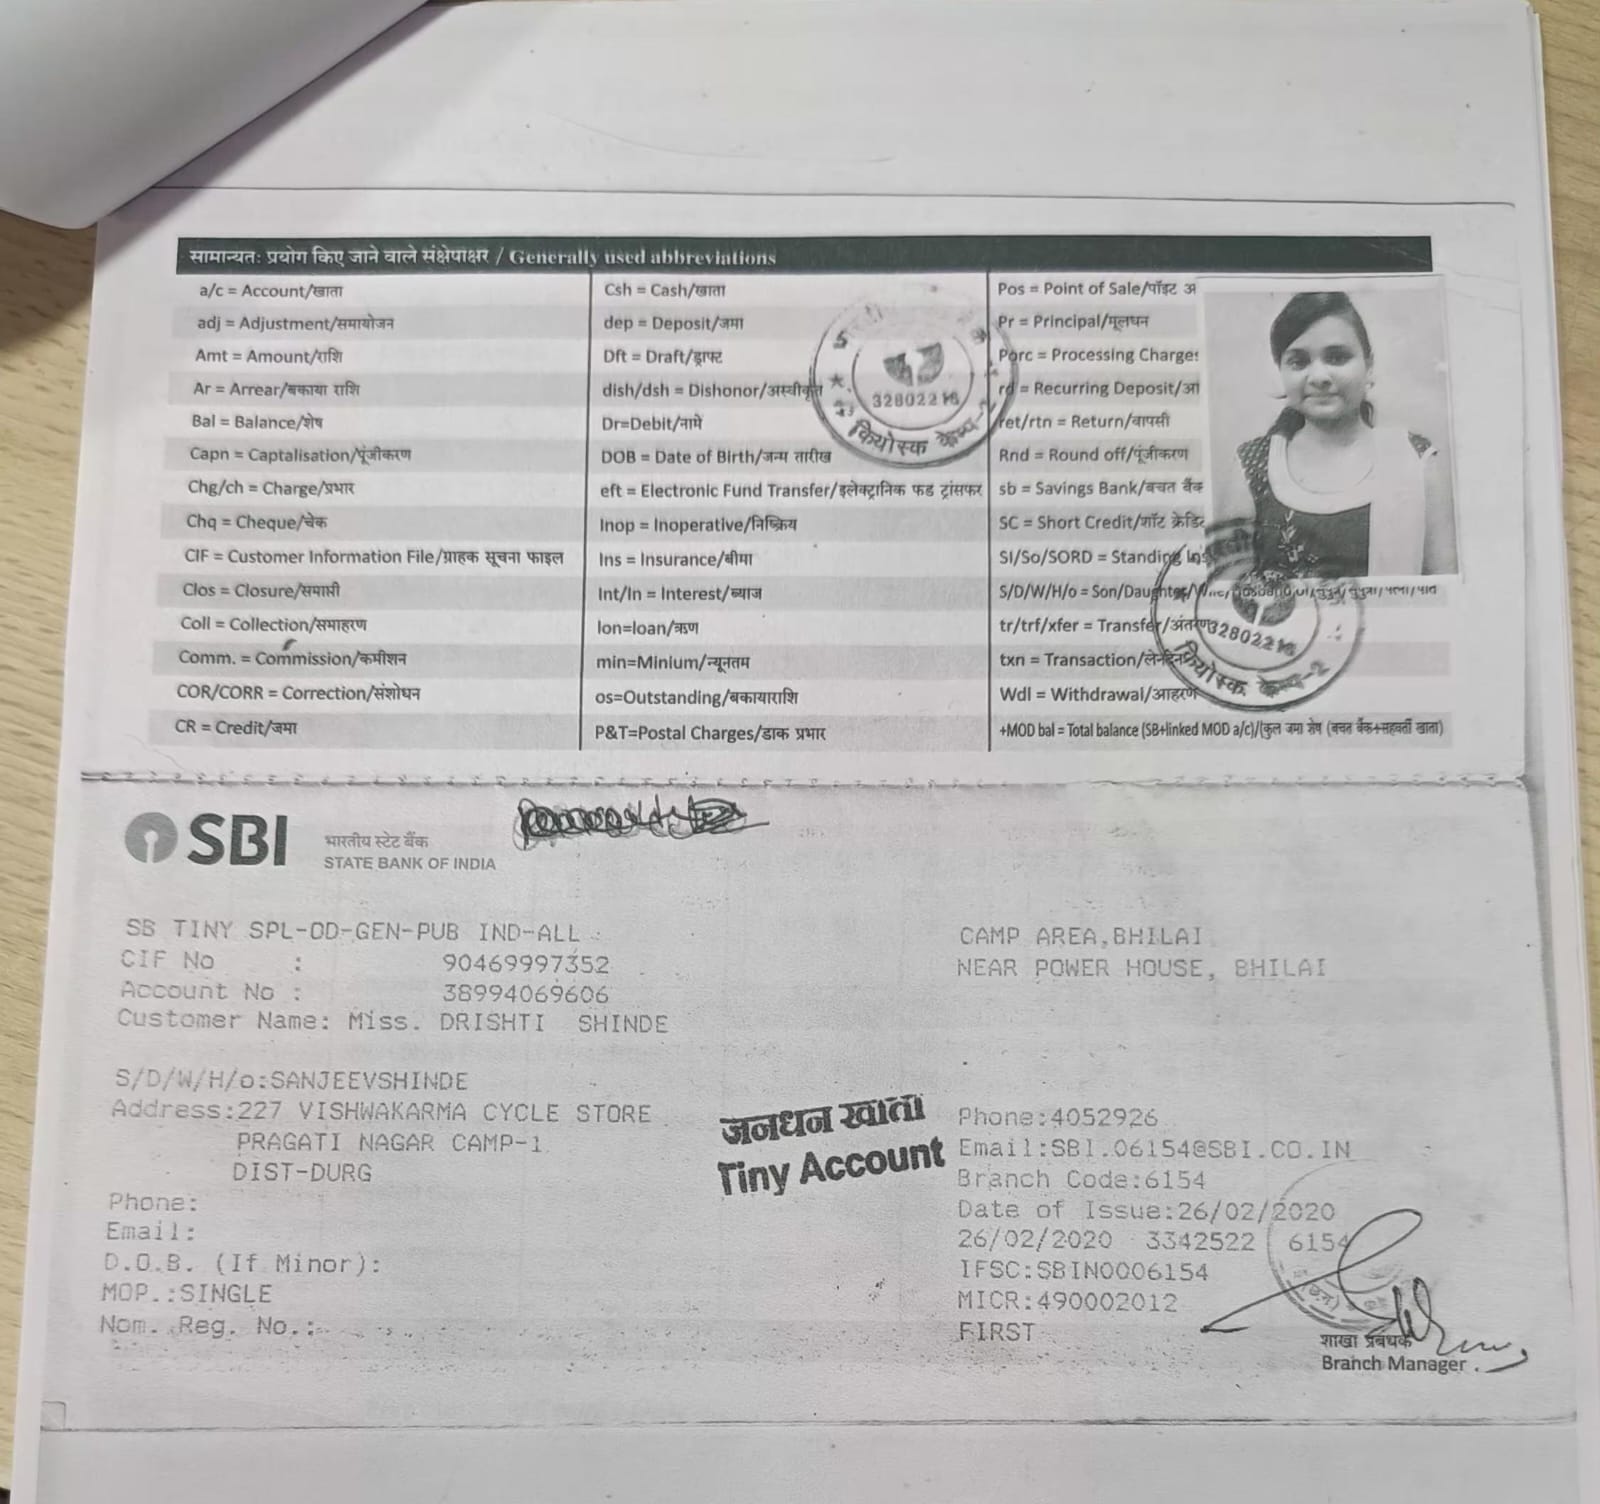 सामान्यतः प्रयोग किए जाने वाले संक्षेपाक्षर / Generally used abbreviations
a/c = Account/खाता
adj = Adjustment/समायोजन
Amt = Amount/राशि
Ar = Arrear/बकाया राशि
Bal = Balance/शेष
Capn = Captalisation/पूंजीकरण
Chg/ch = Charge/प्रभार
Chq = Cheque/चेक
CIF = Customer Information File/ग्राहक सूचना फाइल
Clos = Closure/समाप्ती
Coll = Collection/समाहरण
Comm. = Commission/कमीशन
COR/CORR = Correction/संशोधन
CR = Credit/जमा
Csh = Cash/खाता
dep = Deposit/जमा
Dft = Draft/ड्राफ्ट
dish/dsh = Dishonor/अस्वीकृत
Dr=Debit/नामे
DOB = Date of Birth/जन्म तारीख
eft = Electronic Fund Transfer/इलेक्ट्रानिक फड ट्रांसफर
Inop = Inoperative/निष्क्रिय
Ins = Insurance/बीमा
Int/In = Interest/ब्याज
lon=loan/ऋण
min=Minium/न्यूनतम
os=Outstanding/बकायाराशि
P&T=Postal Charges/डाक प्रभार
Pos = Point of Sale/पॉइट
Pr = Principal/मूलधन
Porc = Processing Charges
rd = Recurring Deposit/
ret/rtn = Return/वापसी
Rnd = Round off/पूंजीकरण
sb = Savings Bank/बचत बैंक
SC = Short Credit/शॉट क्रेडि
SI/So/SORD = Standing Ins
S/D/W/H/o = Son/Daughter/
tr/trf/xfer = Transfer/अंतरण
txn = Transaction/लेनदेन
Wdl = Withdrawal/आहरण
+MOD bal = Total balance (SB+linked MOD a/c)/(कुल जमा शेष (बचत बैंक+सहवर्ती खाता)
32802216
कियोस्क केम्प-2
32802216
कियोस्क केम्प-2
SBI
भारतीय स्टेट बैंक
STATE BANK OF INDIA
SB TINY SPL-OD-GEN-PUB IND-ALL
CIF No : 90469997352
Account No : 38994069606
Customer Name: Miss. DRISHTI SHINDE
S/D/W/H/o:SANJEEVSHINDE
Address:227 VISHWAKARMA CYCLE STORE
PRAGATI NAGAR CAMP-1
DIST-DURG
Phone:
Email:
D.O.B. (If Minor):
MOP.:SINGLE
Nom. Reg. No.:
जनधन खाता
Tiny Account
CAMP AREA,BHILAI
NEAR POWER HOUSE, BHILAI
Phone:4052926
Email:SBI.06154@SBI.CO.IN
Branch Code:6154
Date of Issue:26/02/2020
26/02/2020 3342522 6154
IFSC:SBIN0006154
MICR:490002012
FIRST
शाखा प्रबंधक
Branch Manager